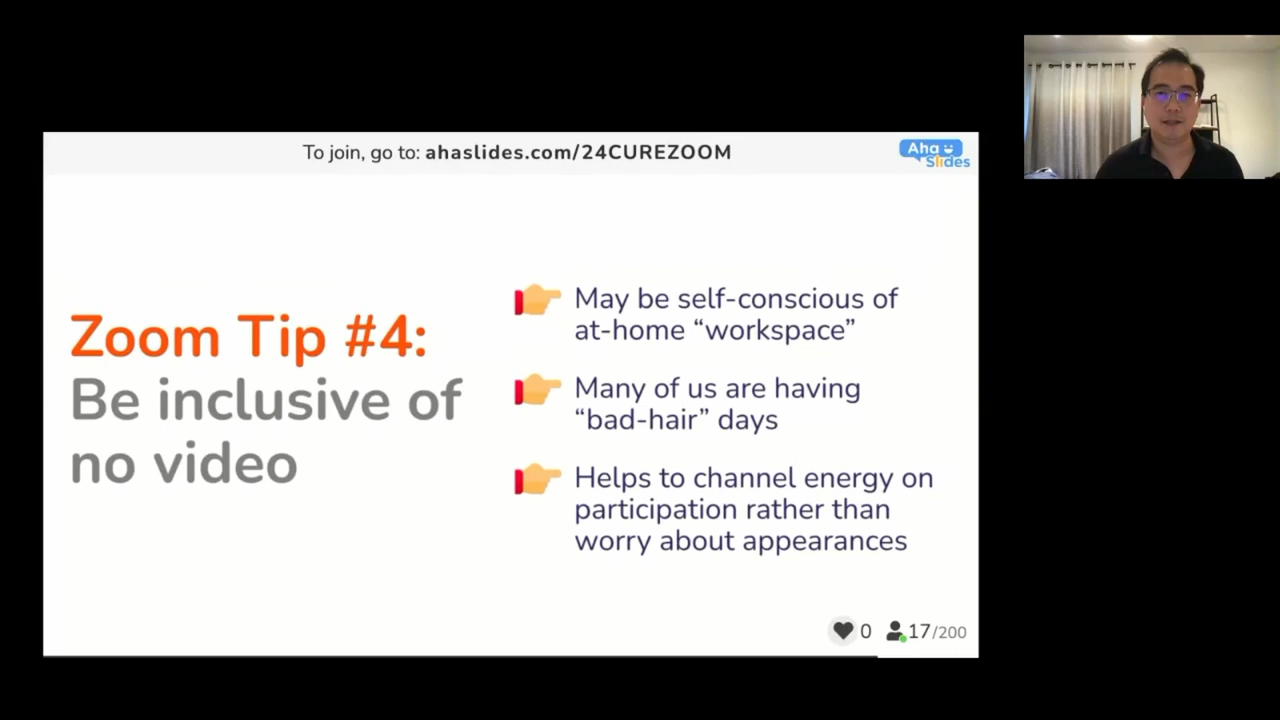 To join, go to: ahaslides.com/24CUREZOOM
Aha
Slides
Zoom Tip #4:
Be inclusive of
no video
May be self-conscious of
at-home “workspace”
Many of us are having
“bad-hair” days
Helps to channel energy on
participation rather than
worry about appearances
0 17/200